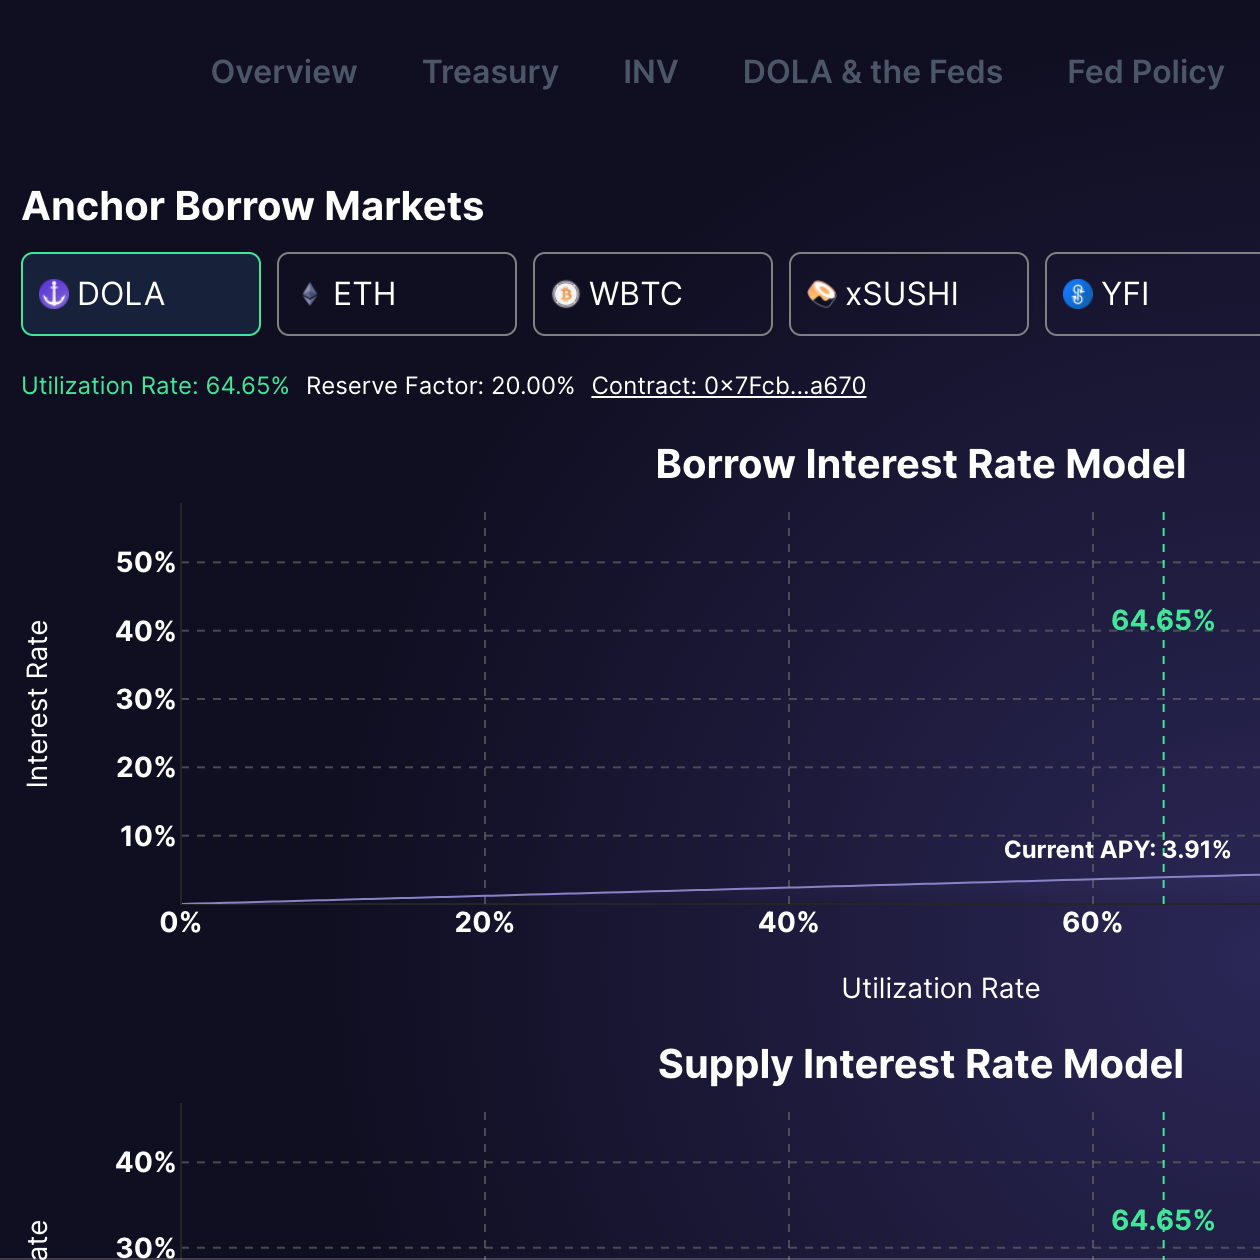 Overview Treasury INV DOLA & the Feds Fed Policy
Anchor Borrow Markets
DOLA ETH WBTC xSUSHI YFI
Utilization Rate: 64.65% Reserve Factor: 20.00% Contract: 0x7Fcb...a670
Borrow Interest Rate Model
50%
64.65%
40%
30%
Interest Rate
20%
10%
Current APY: 3.91%
0% 20% 40% 60%
Utilization Rate
Supply Interest Rate Model
40%
64.65%
30%